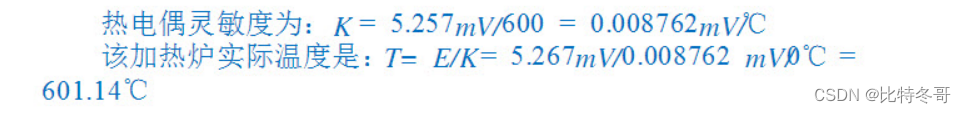 热电偶灵敏度为：K = 5.257mV/600 = 0.008762mV/℃
该加热炉实际温度是：T= E/K= 5.267mV/0.008762 mV/0℃ =
601.14℃
CSDN @比特冬哥